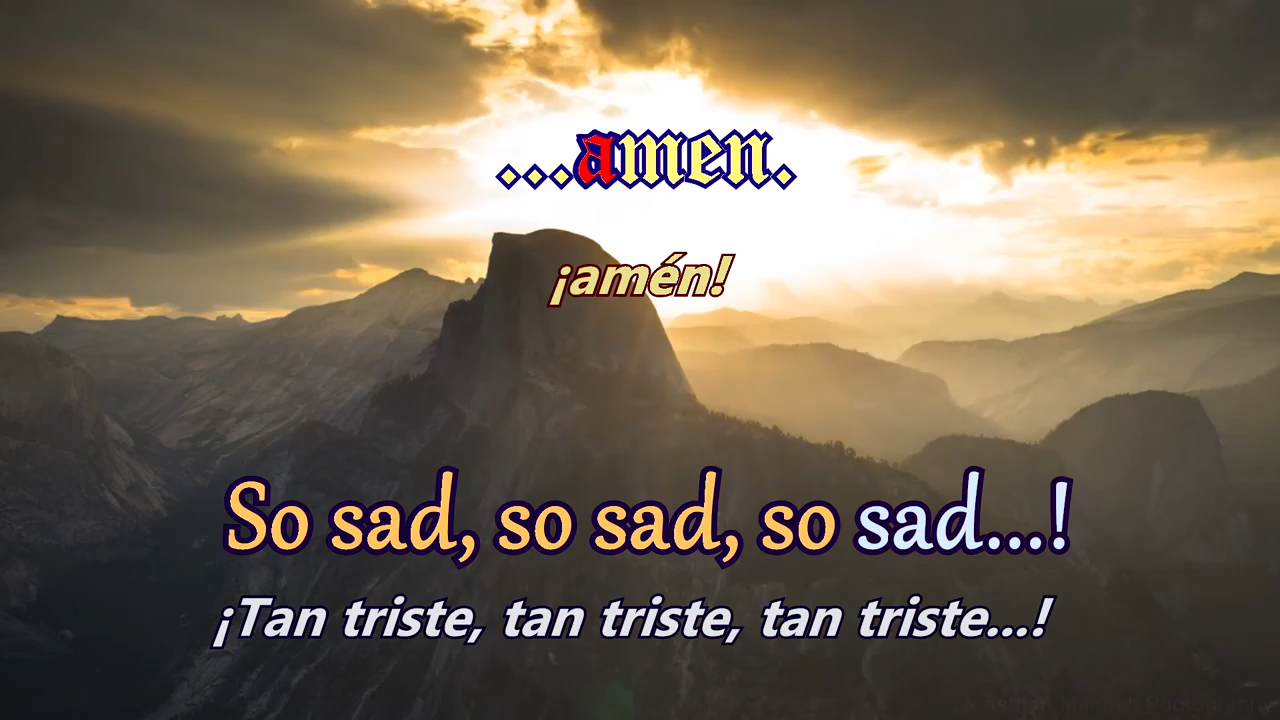 ...amen.
¡amén!
So sad, so sad, so sad...!
¡Tan triste, tan triste, tan triste...!